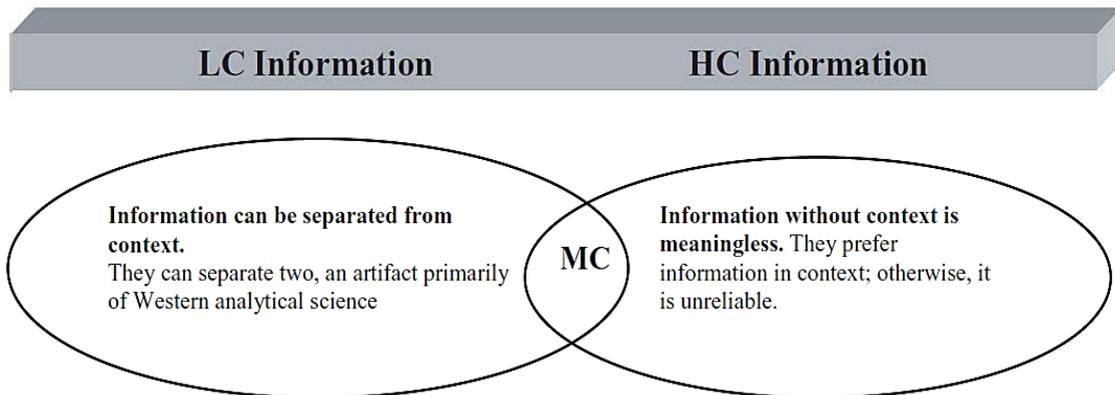 LC Information
HC Information
Information can be separated from
context.
They can separate two, an artifact primarily
of Western analytical science
MC
Information without context is
meaningless. They prefer
information in context; otherwise, it
is unreliable.